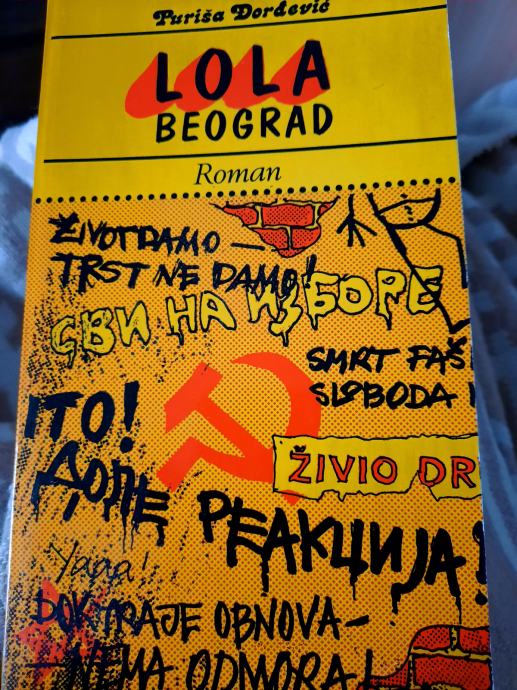 Puriša Đorđević
LOLA
BEOGRAD
Roman
ŽIVOT DAMO —
TRST NE DAMO!
СВИ НА ИЗБОРЕ
SMRT FAŠ
SLOBODA
ITO!
ŽIVIO DR
ДОЛЕ
РЕАКЦИЈА!
DOK TRAJE OBNOVA —
— NEMA ODMORA!